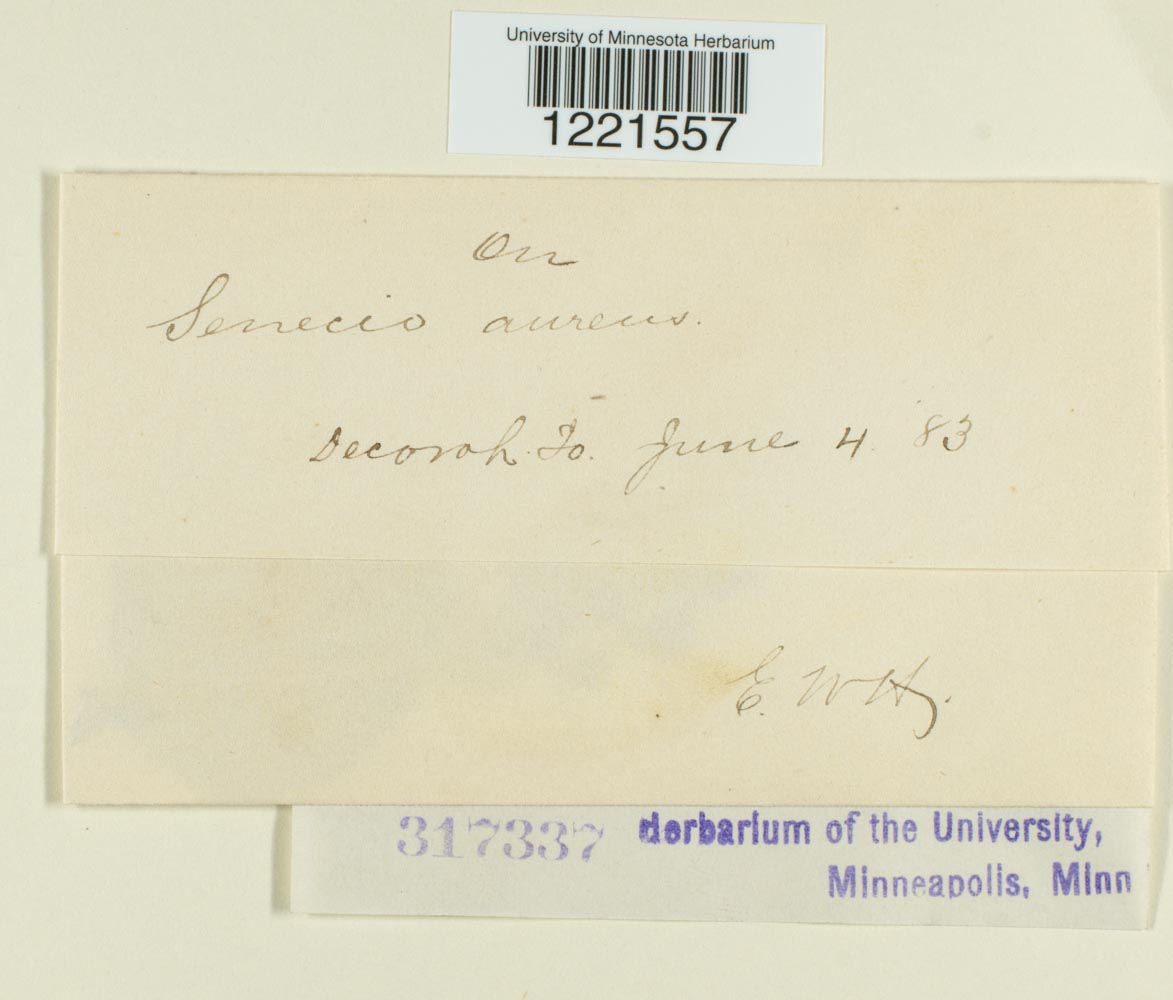 University of Minnesota Herbarium
1221557
On
Senecio aureus.
Decorah. Io. June 4. '83
E. W. H.
317337
Herbarium of the University,
Minneapolis, Minn